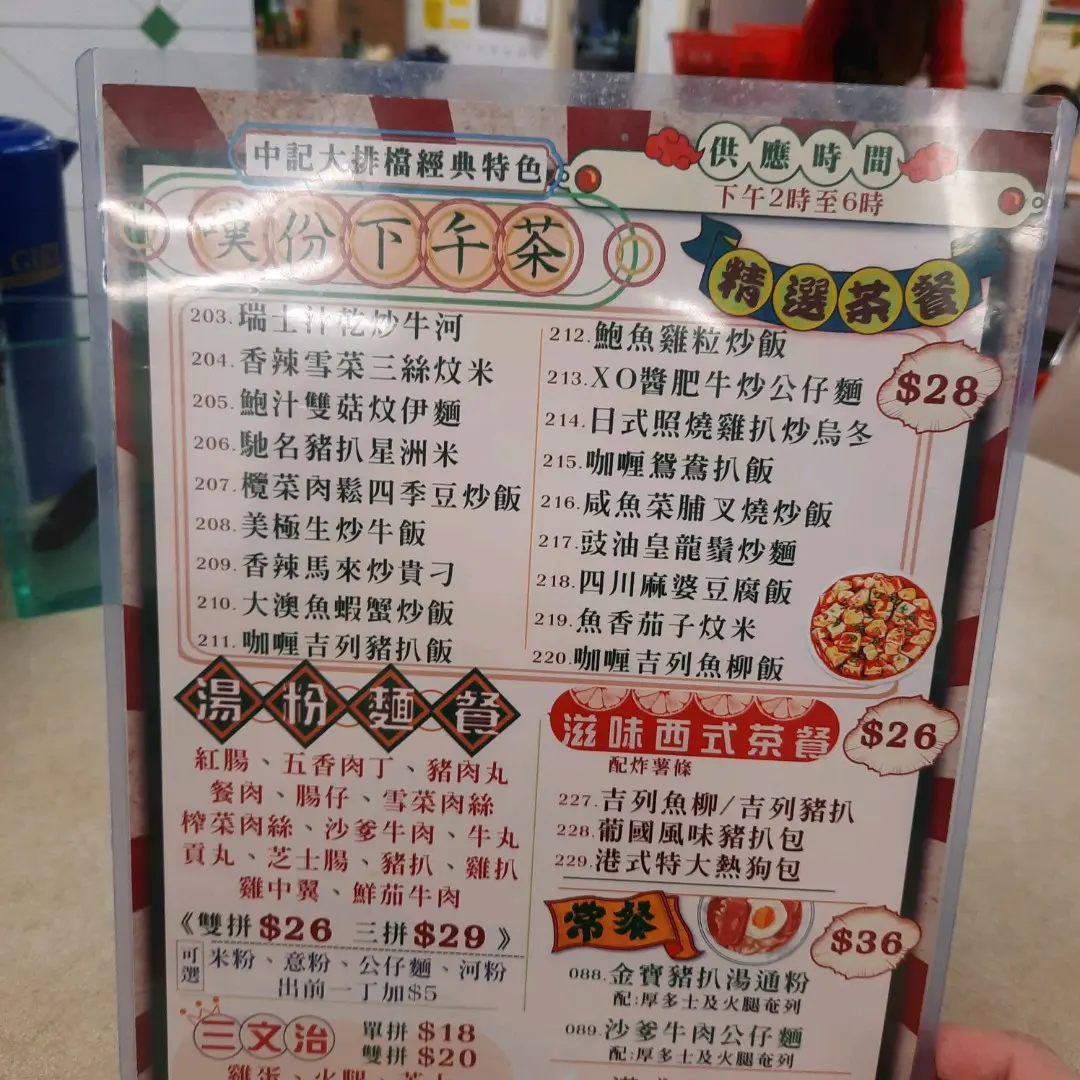 中記大排檔經典特色
供應時間
下午2時至6時
嘆份下午茶
精選茶餐
$28
203.瑞士汁乾炒牛河
204.香辣雪菜三絲炆米
205.鮑汁雙菇炆伊麵
206.馳名豬扒星洲米
207.欖菜肉鬆四季豆炒飯
208.美極生炒牛飯
209.香辣馬來炒貴刁
210.大澳魚蝦蟹炒飯
211.咖喱吉列豬扒飯
212.鮑魚雞粒炒飯
213.XO醬肥牛炒公仔麵
214.日式照燒雞扒炒烏冬
215.咖喱鴛鴦扒飯
216.咸魚菜脯叉燒炒飯
217.豉油皇龍鬚炒麵
218.四川麻婆豆腐飯
219.魚香茄子炆米
220.咖喱吉列魚柳飯
湯粉麵餐
紅腸、五香肉丁、豬肉丸
餐肉、腸仔、雪菜肉絲
榨菜肉絲、沙爹牛肉、牛丸
貢丸、芝士腸、豬扒、雞扒
雞中翼、鮮茄牛肉
《雙拼$26 三拼$29》
可選
米粉、意粉、公仔麵、河粉
出前一丁加$5
三文治
單拼 $18
雙拼 $20
雞蛋、火腿、芝士
滋味西式茶餐
$26
配炸薯條
227.吉列魚柳/吉列豬扒
228.葡國風味豬扒包
229.港式特大熱狗包
常餐
$36
088.金寶豬扒湯通粉
配:厚多士及火腿奄列
089.沙爹牛肉公仔麵
配:厚多士及火腿奄列